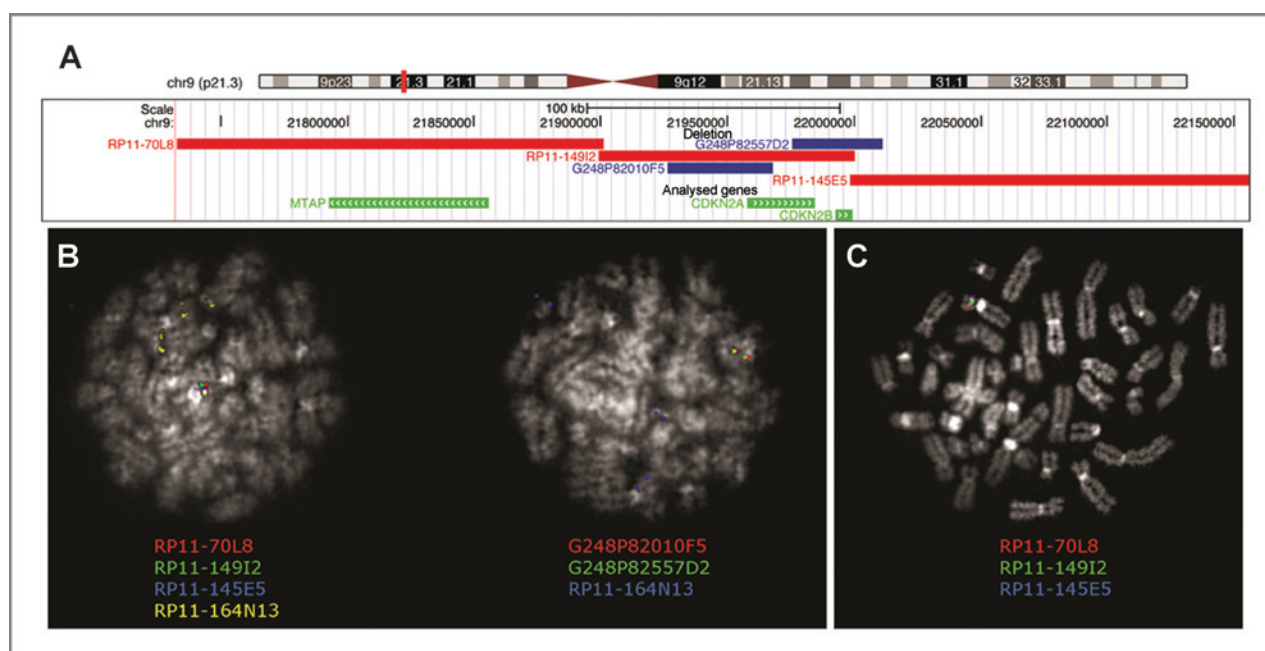 A
chr9 (p21.3) 9p23 21.3 21.1 9q12 21.13 31.1 32 33.1
Scale 100 kb
chr9: 21800000 21850000 21900000 21950000 22000000 22050000 22100000 22150000
Deletion
RP11-70L8 G248P82557D2
RP11-149I2
G248P82010F5
RP11-145E5
Analysed genes
MTAP CDKN2A
CDKN2B
B
C
RP11-70L8
RP11-149I2
RP11-145E5
RP11-164N13
G248P82010F5
G248P82557D2
RP11-164N13
RP11-70L8
RP11-149I2
RP11-145E5